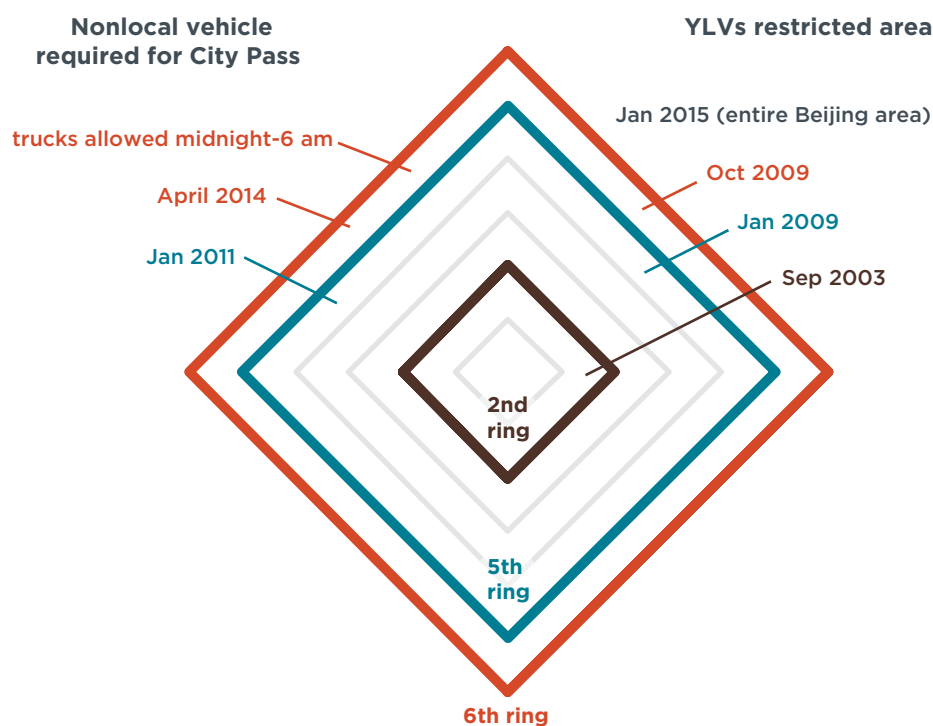 Nonlocal vehicle
required for City Pass
YLVs restricted area
Jan 2015 (entire Beijing area)
trucks allowed midnight-6 am
Oct 2009
April 2014
Jan 2009
Jan 2011
Sep 2003
2nd
ring
5th
ring
6th ring